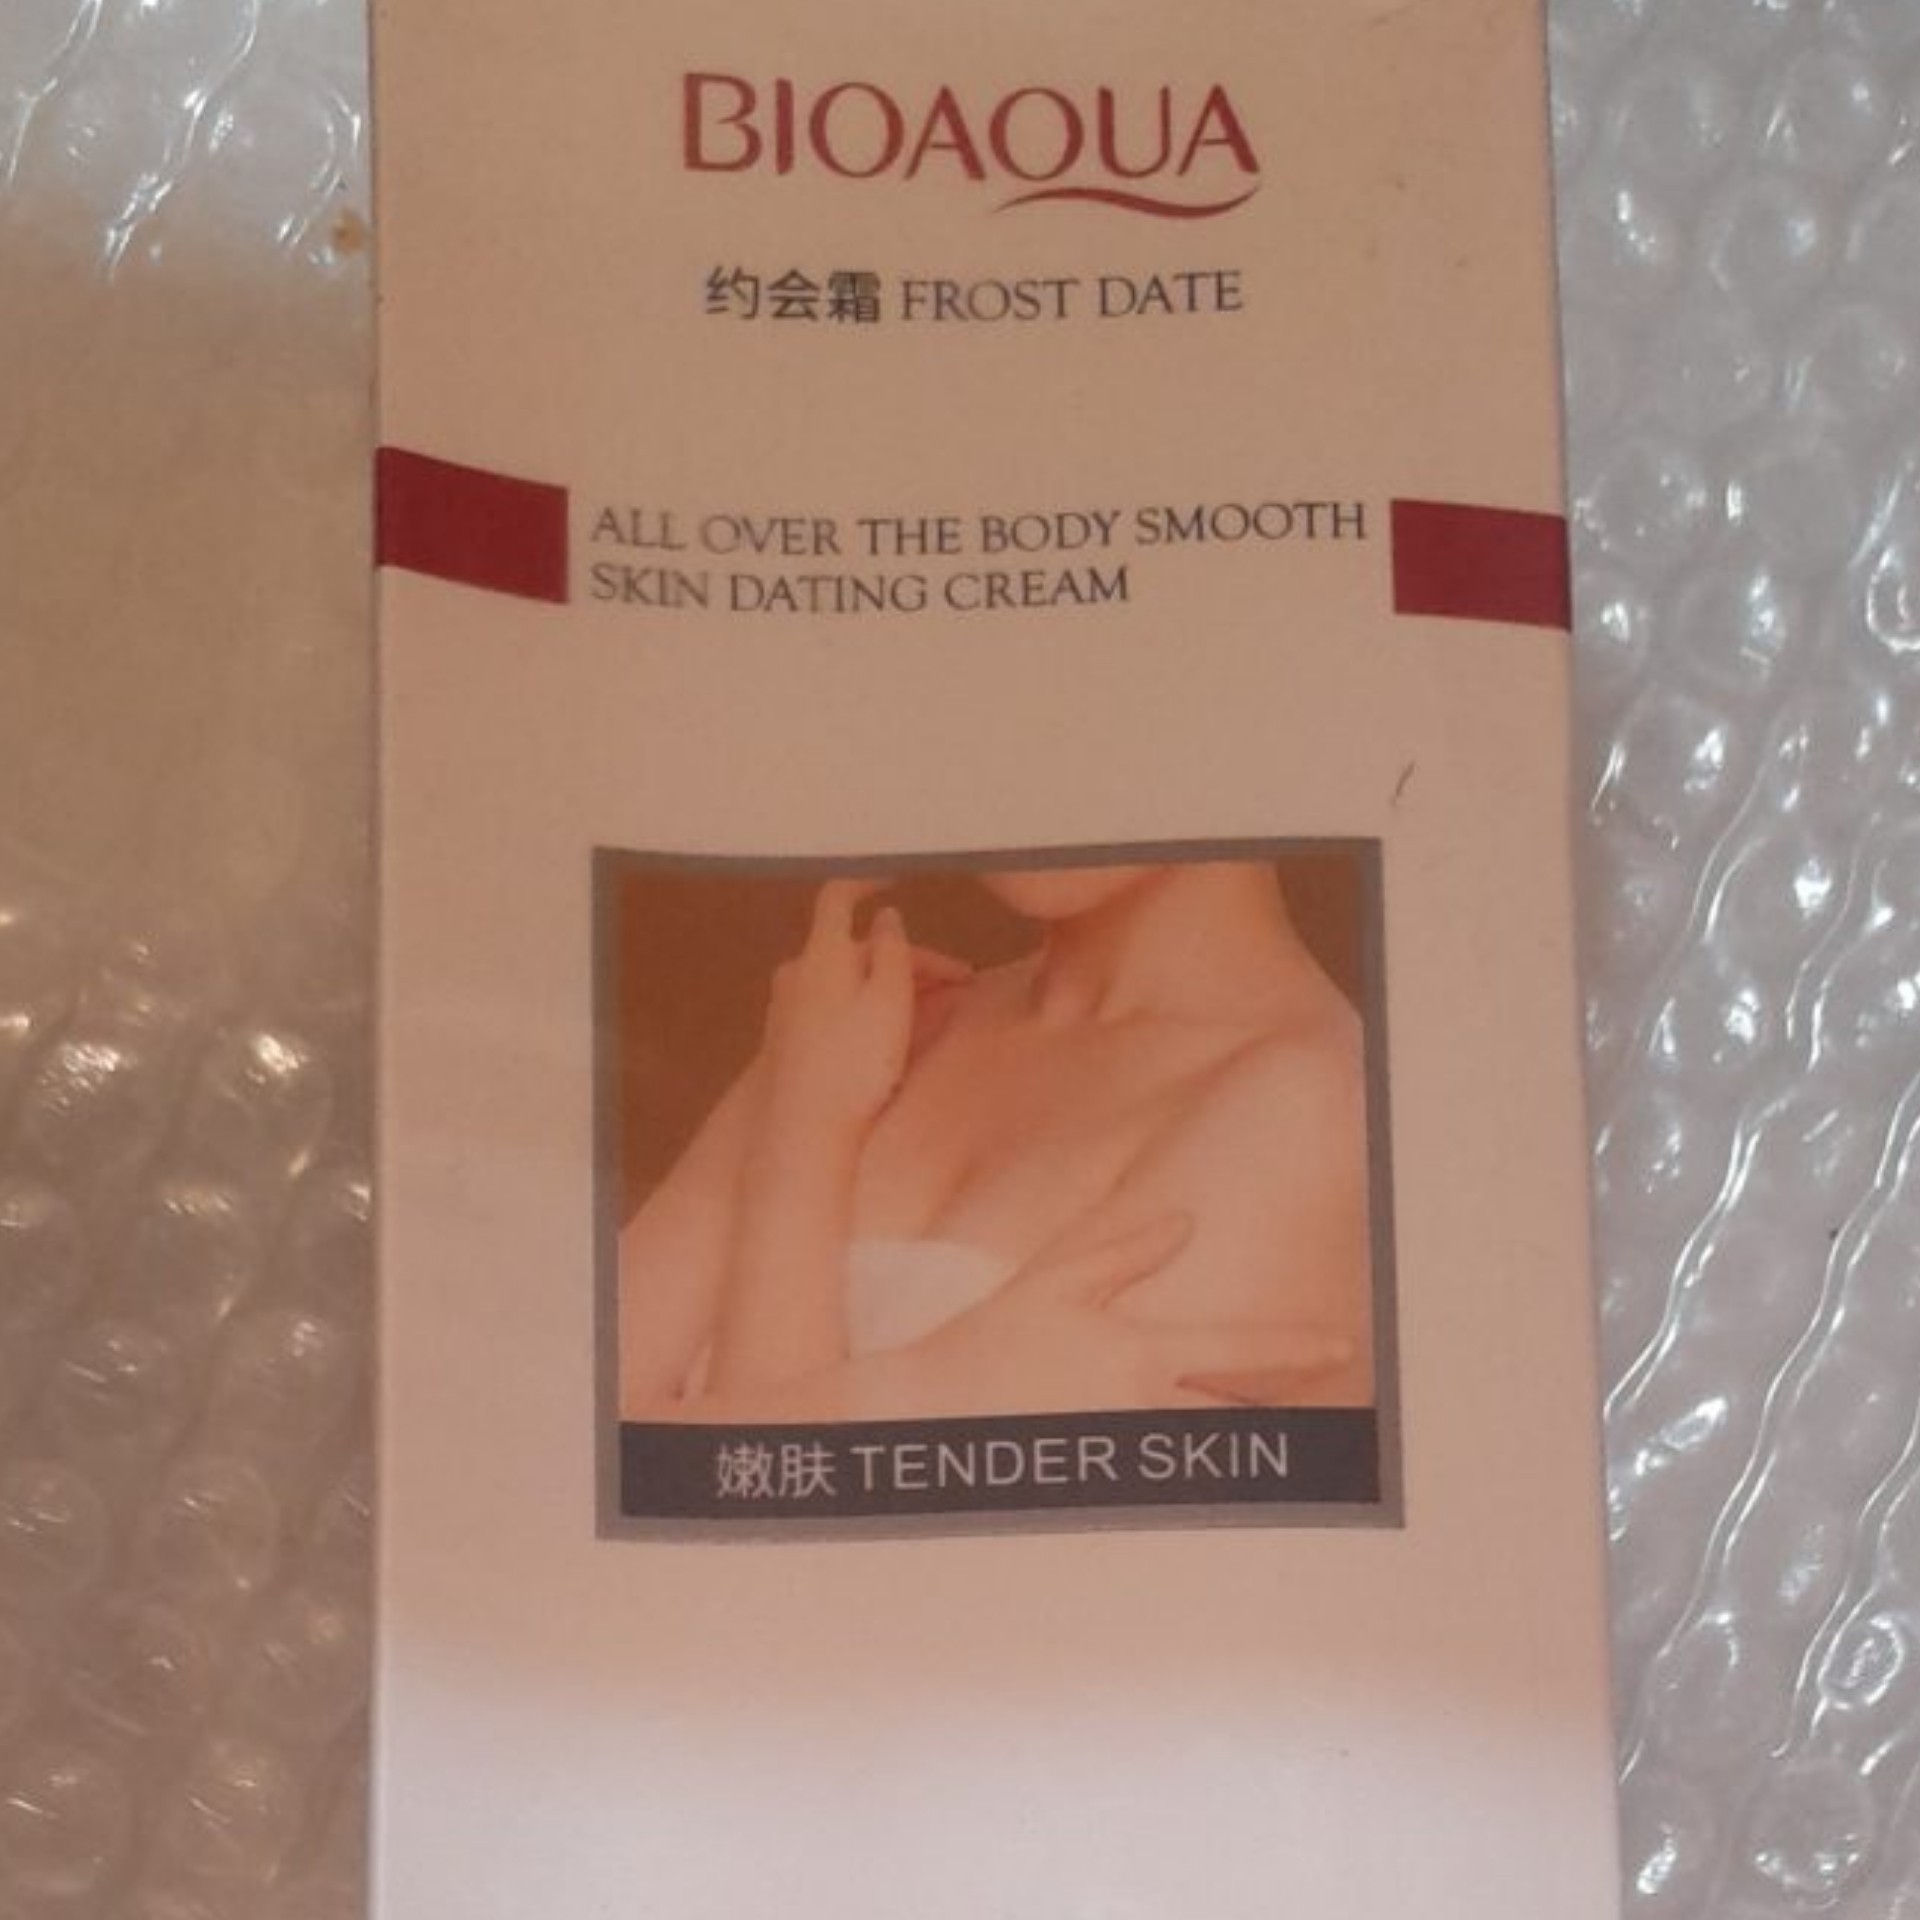 BIOAQUA
约会霜 FROST DATE
ALL OVER THE BODY SMOOTH
SKIN DATING CREAM
嫩肤 TENDER SKIN